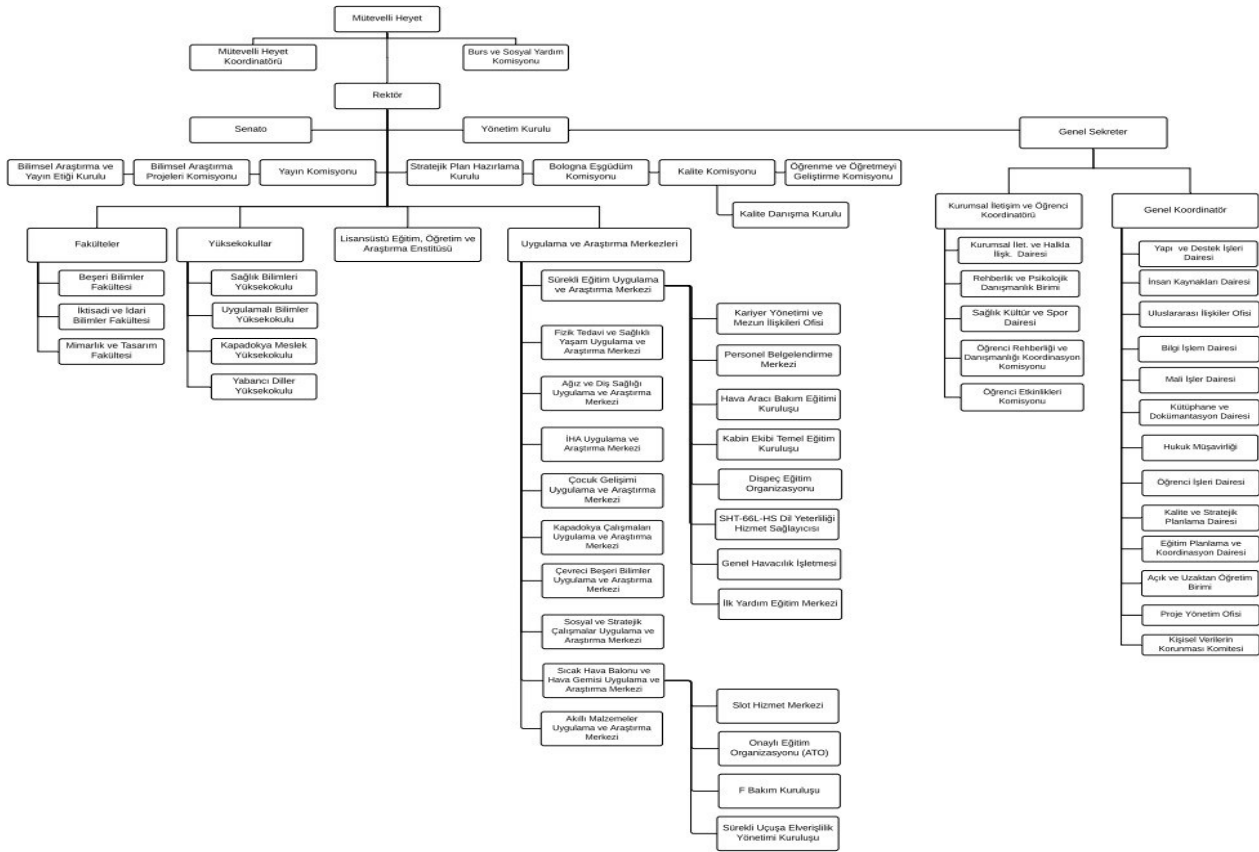 Mütevelli Heyet
Mütevelli Heyet
Koordinatörü
Burs ve Sosyal Yardım
Komisyonu
Rektör
Senato
Yönetim Kurulu
Genel Sekreter
Bilimsel Araştırma ve
Yayın Etiği Kurulu
Bilimsel Araştırma
Projeleri Komisyonu
Yayın Komisyonu
Stratejik Plan Hazırlama
Kurulu
Bologna Eşgüdüm
Komisyonu
Kalite Komisyonu
Öğrenme ve Öğretmeyi
Geliştirme Komisyonu
Kalite Danışma Kurulu
Fakülteler
Beşeri Bilimler
Fakültesi
İktisadi ve İdari
Bilimler Fakültesi
Mimarlık ve Tasarım
Fakültesi
Yüksekokullar
Sağlık Bilimleri
Yüksekokulu
Uygulamalı Bilimler
Yüksekokulu
Kapadokya Meslek
Yüksekokulu
Yabancı Diller
Yüksekokulu
Lisansüstü Eğitim, Öğretim ve
Araştırma Enstitüsü
Uygulama ve Araştırma Merkezleri
Sürekli Eğitim Uygulama
ve Araştırma Merkezi
Fizik Tedavi ve Sağlıklı
Yaşam Uygulama ve
Araştırma Merkezi
Ağız ve Diş Sağlığı
Uygulama ve Araştırma
Merkezi
İHA Uygulama ve
Araştırma Merkezi
Çocuk Gelişimi
Uygulama ve Araştırma
Merkezi
Kapadokya Çalışmaları
Uygulama ve Araştırma
Merkezi
Çevreci Beşeri Bilimler
Uygulama ve Araştırma
Merkezi
Sosyal ve Stratejik
Çalışmalar Uygulama ve
Araştırma Merkezi
Sıcak Hava Balonu ve
Hava Gemisi Uygulama ve
Araştırma Merkezi
Akıllı Malzemeler
Uygulama ve Araştırma
Merkezi
Kariyer Yönetimi ve
Mezun İlişkileri Ofisi
Personel Belgelendirme
Merkezi
Hava Aracı Bakım Eğitimi
Kuruluşu
Kabin Ekibi Temel Eğitim
Kuruluşu
Dispeç Eğitim
Organizasyonu
SHT-66L-HS Dil Yeterliliği
Hizmet Sağlayıcısı
Genel Havacılık İşletmesi
İlk Yardım Eğitim Merkezi
Slot Hizmet Merkezi
Onaylı Eğitim
Organizasyonu (ATO)
F Bakım Kuruluşu
Sürekli Uçuşa Elverişlilik
Yönetimi Kuruluşu
Kurumsal İletişim ve Öğrenci
Koordinatörü
Kurumsal İlet. ve Halkla
İlişk. Dairesi
Rehberlik ve Psikolojik
Danışmanlık Birimi
Sağlık Kültür ve Spor
Dairesi
Öğrenci Rehberliği ve
Danışmanlığı Koordinasyon
Komisyonu
Öğrenci Etkinlikleri
Komisyonu
Genel Koordinatör
Yapı ve Destek İşleri
Dairesi
İnsan Kaynakları Dairesi
Uluslararası İlişkiler Ofisi
Bilgi İşlem Dairesi
Mali İşler Dairesi
Kütüphane ve
Dokümantasyon Dairesi
Hukuk Müşavirliği
Öğrenci İşleri Dairesi
Kalite ve Stratejik
Planlama Dairesi
Eğitim Planlama ve
Koordinasyon Dairesi
Açık ve Uzaktan Öğretim
Birimi
Proje Yönetim Ofisi
Kişisel Verilerin
Korunması Komitesi